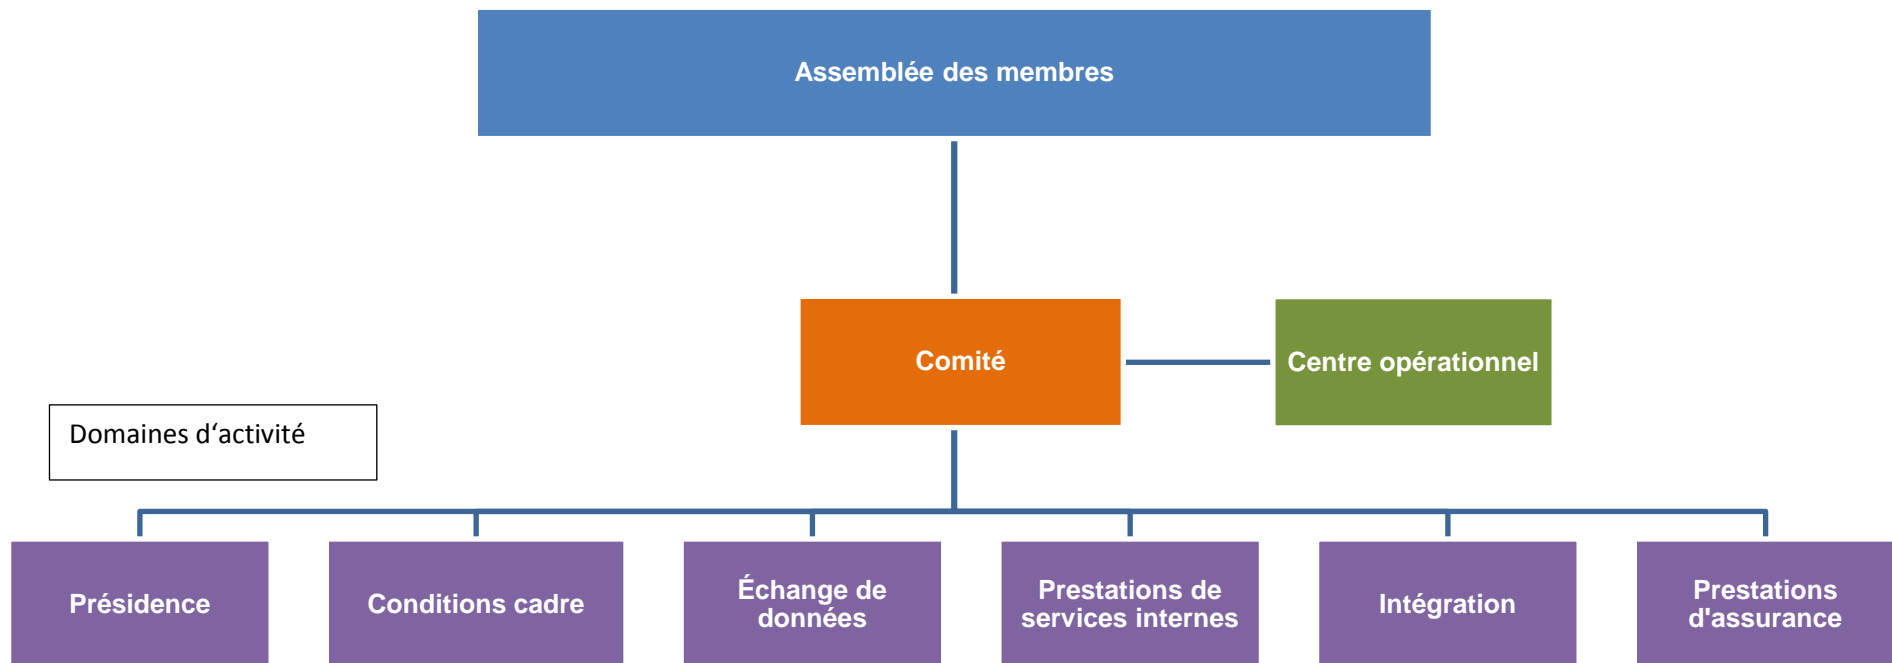 Assemblée des membres
Comité
Centre opérationnel
Domaines d‘activité
Présidence
Conditions cadre
Échange de
données
Prestations de
services internes
Intégration
Prestations
d'assurance